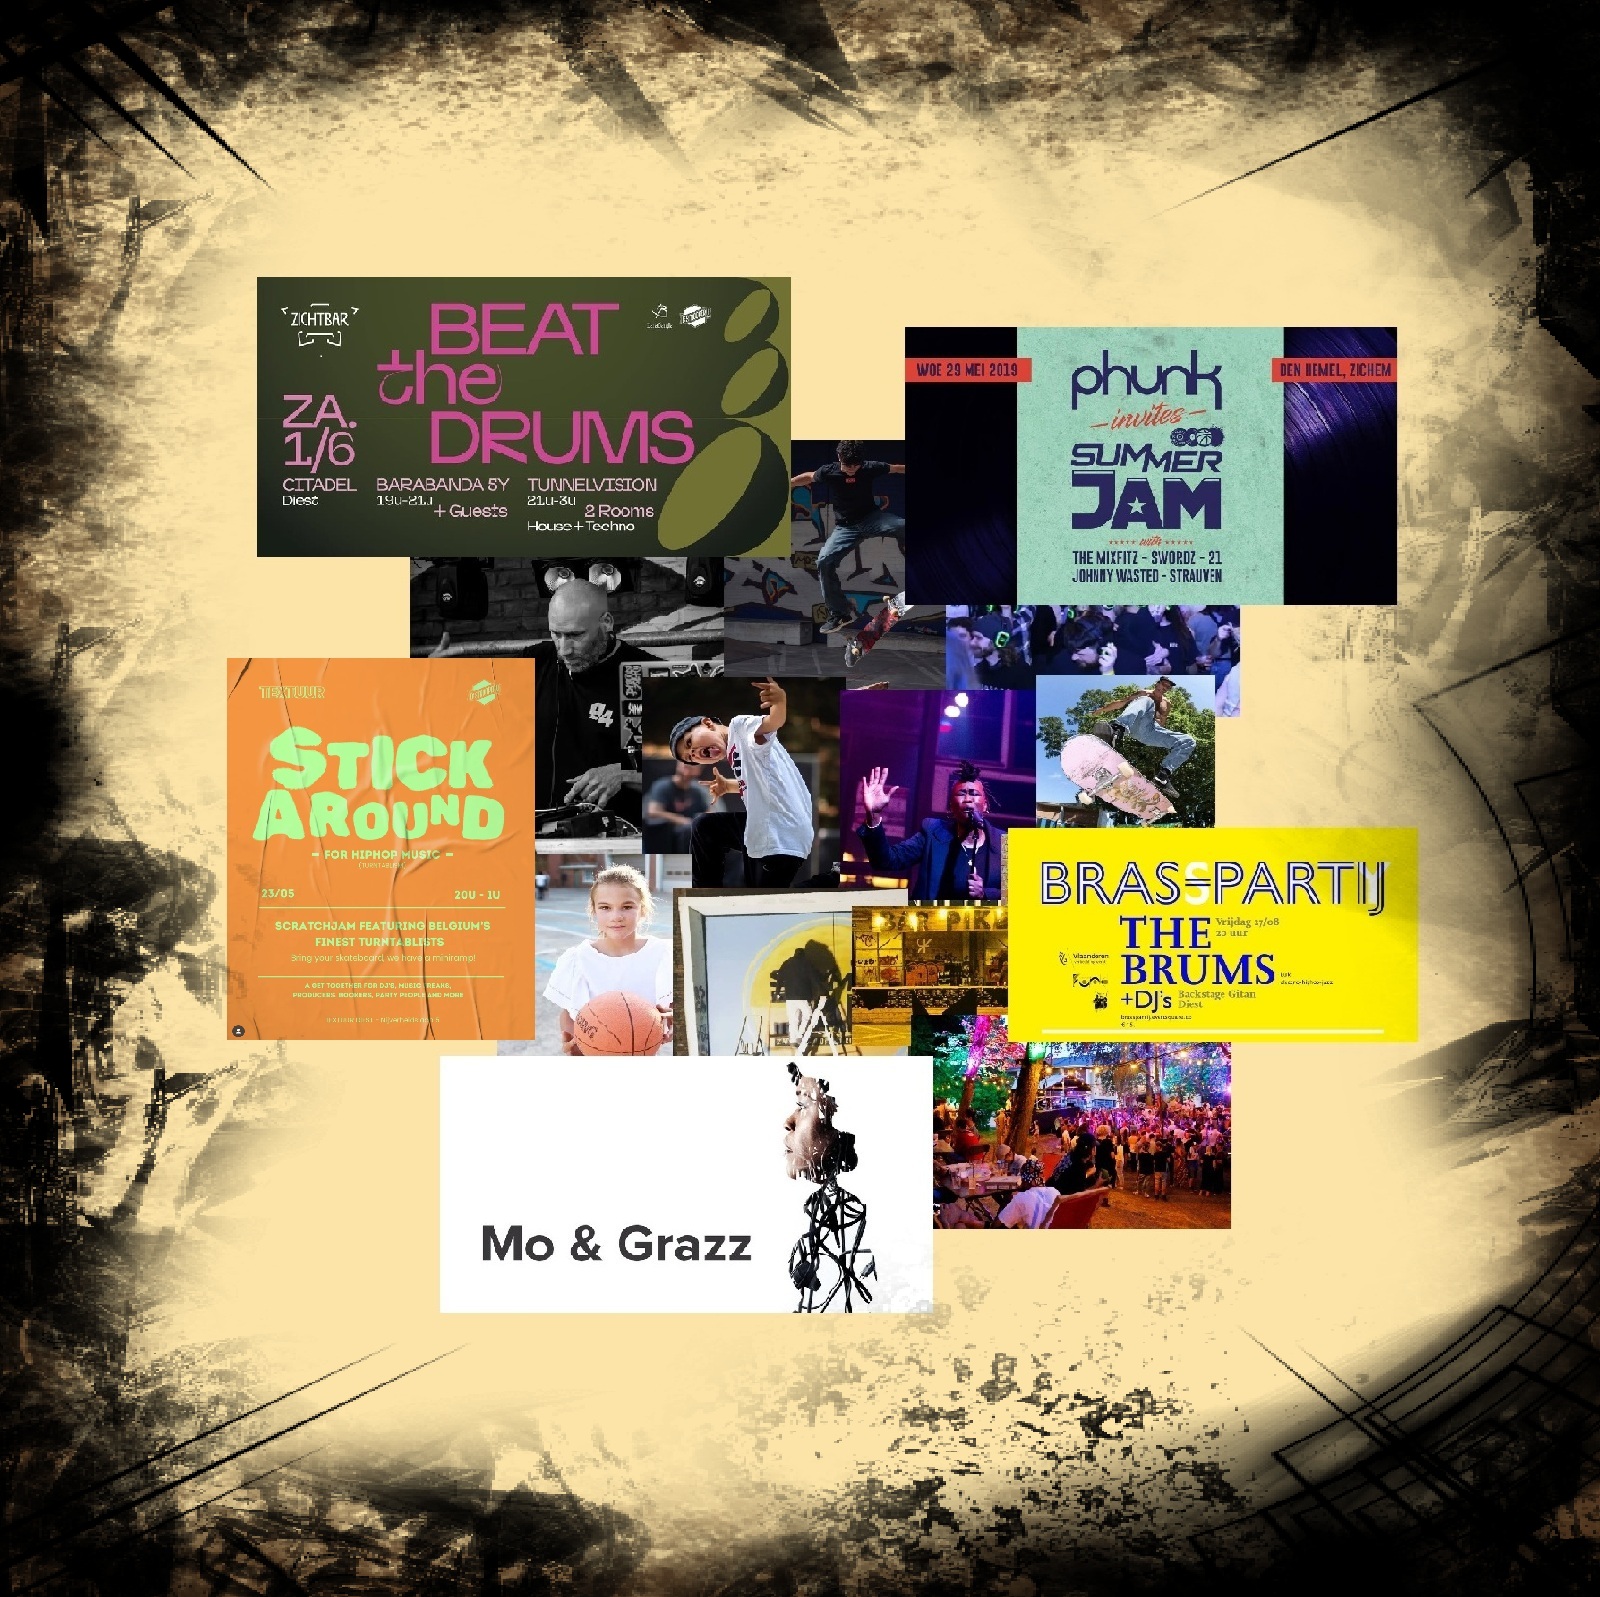 ZICHTBAR
BEAT
the
DRUMS
ZA.
1/6
CITADEL
Diest
BARABANDA 5Y
19u-21u
+ Guests
TUNNELVISION
21u-3u
2 Rooms
House + Techno
WOE 29 MEI 2019
DEN HEMEL, ZICHEM
phunk
invites
SUMMER
JAM
with
THE MIXFITZ - SWORDZ - 21
JOHNNY WASTED - STRAUVEN
TEXTUUR
STICK
AROUND
- FOR HIPHOP MUSIC -
23/05
20U - 1U
SCRATCHJAM FEATURING BELGIUM'S
FINEST TURNTABLISTS
Bring your skateboard, we have a miniramp!
A GET TOGETHER FOR DJ'S, MUSIC FREAKS,
PRODUCERS, BOOKERS, PARTY PEOPLE AND MORE
BRASSPARTIJ
THE
BRUMS
Vrijdag 17/08
Vlaanderen
+DJ's
Backstage Gitan
Diest
Mo & Grazz